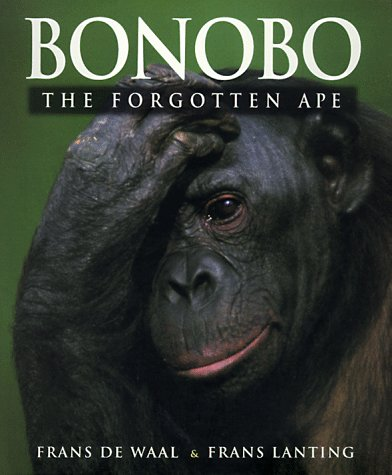 BONOBO
THE FORGOTTEN APE
FRANS DE WAAL & FRANS LANTING